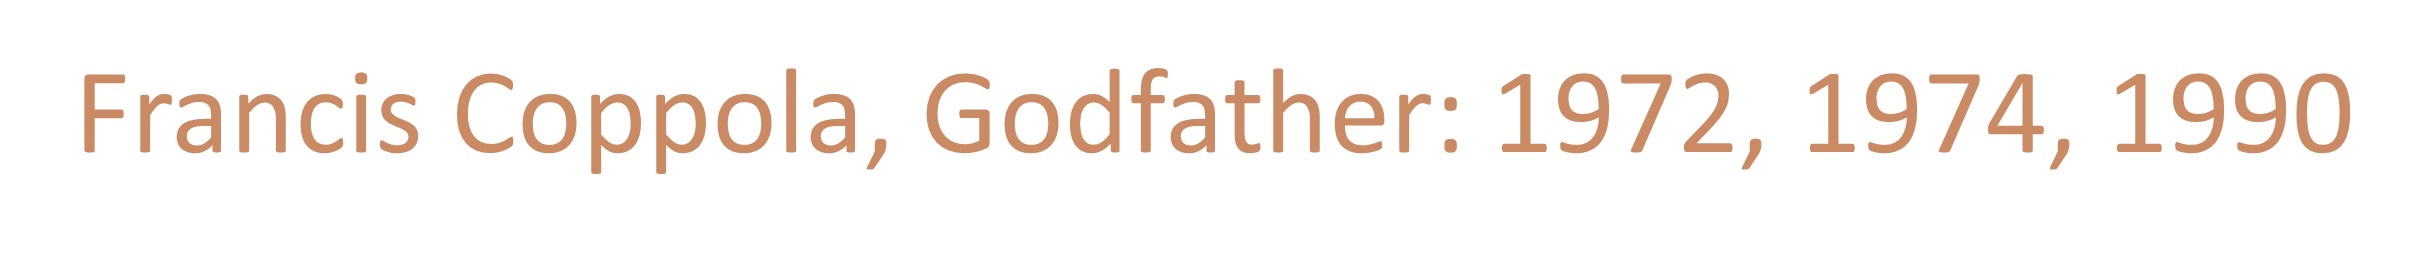 Francis Coppola, Godfather: 1972, 1974, 1990